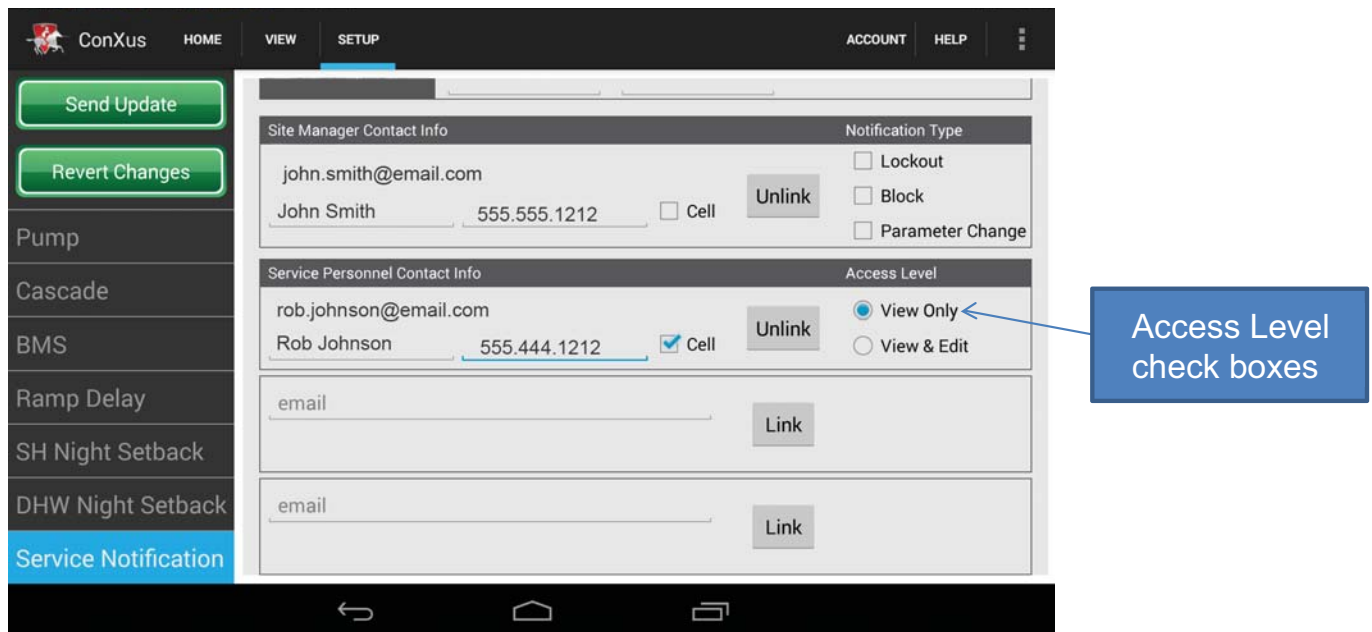 ConXus HOME VIEW SETUP ACCOUNT HELP
Send Update
Revert Changes
Pump
Cascade
BMS
Ramp Delay
SH Night Setback
DHW Night Setback
Service Notification
Site Manager Contact Info Notification Type
john.smith@email.com
John Smith 555.555.1212 Cell Unlink
Lockout
Block
Parameter Change
Service Personnel Contact Info Access Level
rob.johnson@email.com
Rob Johnson 555.444.1212 Cell Unlink
View Only
View & Edit
email
Link
email
Link
Access Level
check boxes